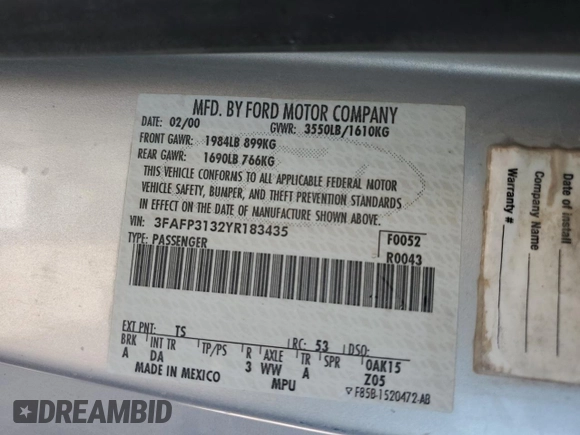 MFD. BY FORD MOTOR COMPANY
DATE: 02/00 GVWR: 3550LB/1610KG
FRONT GAWR: 1984LB 899KG
REAR GAWR: 1690LB 766KG
THIS VEHICLE CONFORMS TO ALL APPLICABLE FEDERAL MOTOR
VEHICLE SAFETY, BUMPER, AND THEFT PREVENTION STANDARDS
IN EFFECT ON THE DATE OF MANUFACTURE SHOWN ABOVE.
VIN: 3FAFP3132YR183435
TYPE: PASSENGER
F0052
R0043
EXT PNT: TS RC: 53 DSO:
BRK INT TR TP/PS R AXLE TR SPR 0AK15
A DA 3 WW A Z05
MADE IN MEXICO MPU
F85B-1520472-AB
Date
Company Name
Warranty #
DREAMBID